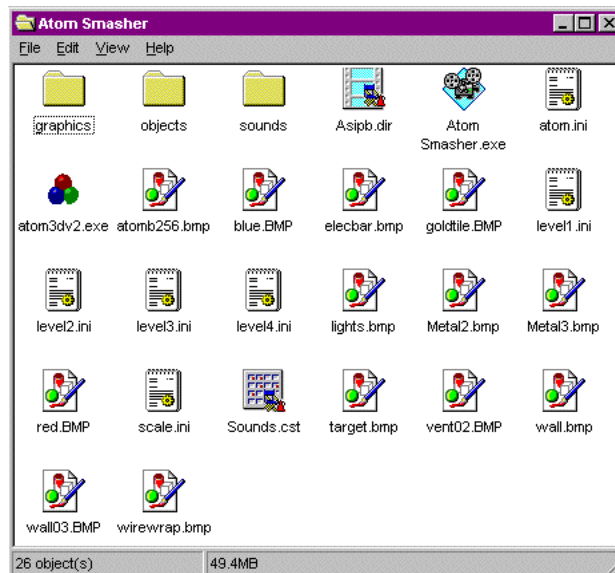 Atom Smasher
File Edit View Help
graphics objects sounds Asipb.dir Atom Smasher.exe atom.ini
atom3dv2.exe atomb256.bmp blue.BMP elecbar.bmp goldtile.BMP level1.ini
level2.ini level3.ini level4.ini lights.bmp Metal2.bmp Metal3.bmp
red.BMP scale.ini Sounds.cst target.bmp vent02.BMP wall.bmp
wall03.BMP wirewrap.bmp
26 object(s) 49.4MB